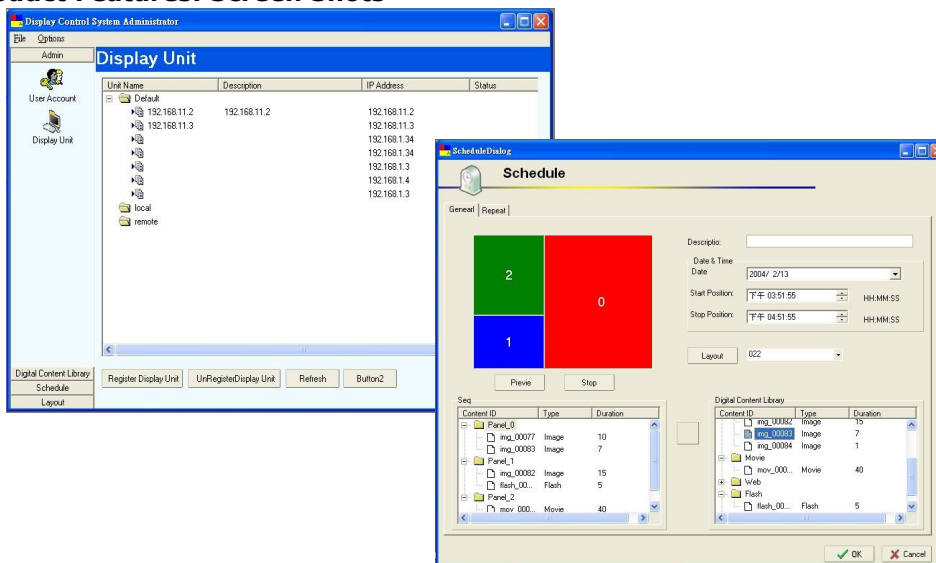 Product Features: Screen Shots
Display Control System Administrator
File Options
Admin
User Account
Display Unit
Digital Content Library
Schedule
Layout
Display Unit
Unit Name Description IP Address Status
Default
192.168.11.2 192.168.11.2 192.168.11.2
192.168.11.3 192.168.11.3
192.168.1.34
192.168.1.34
192.168.1.3
192.168.1.4
192.168.1.3
local
remote
Register Display Unit UnRegisterDisplay Unit Refresh Button2
ScheduleDialog
Schedule
Genearl Repeat
2
0
1
Previe Stop
Descriptio:
Date & Time
Date 2004/ 2/13
Start Position: 下午 03:51:55 HH:MM:SS
Stop Position: 下午 04:51:55 HH:MM:SS
Layout 022
Seq
Content ID Type Duration
Panel_0
img_00077 Image 10
img_00083 Image 7
Panel_1
img_00082 Image 15
flash_00... Flash 5
Panel_2
mov_000... Movie 40
Digital Content Library
Content ID Type Duration
img_00082 Image 15
img_00083 Image 7
img_00084 Image 1
Movie
mov_000... Movie 40
Web
Flash
flash_00... Flash 5
OK Cancel